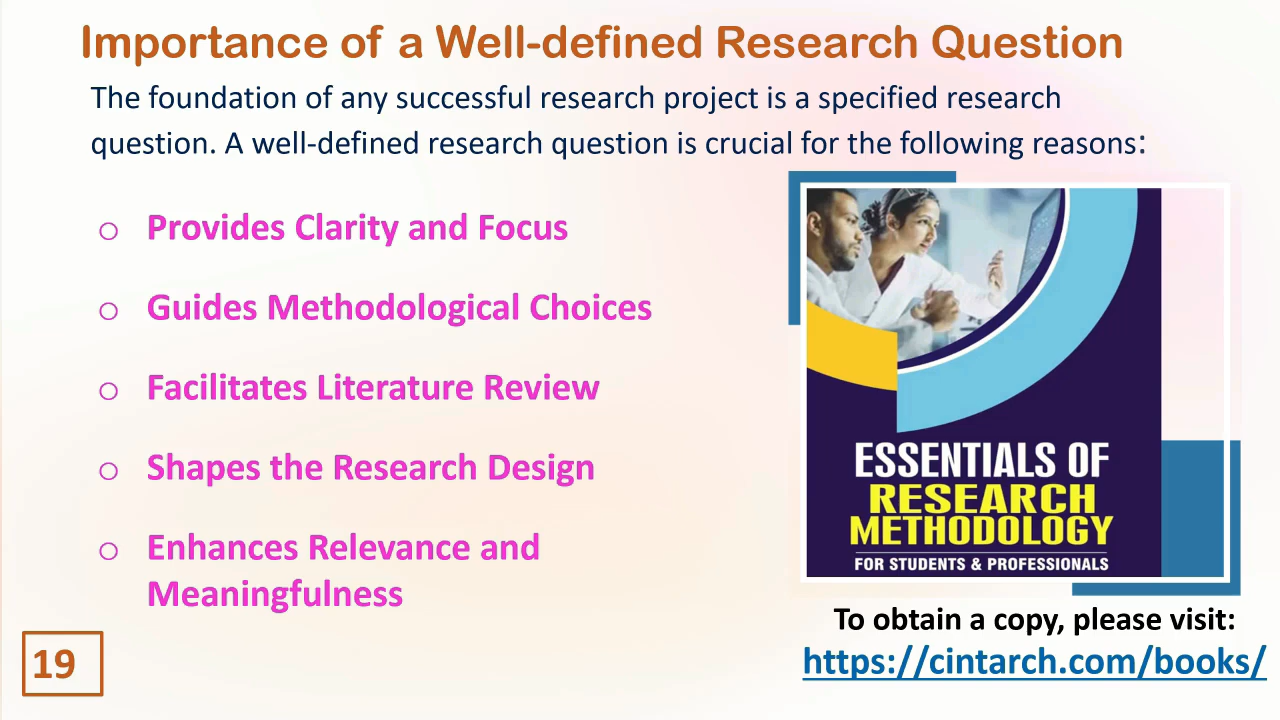 Importance of a Well-defined Research Question
The foundation of any successful research project is a specified research
question. A well-defined research question is crucial for the following reasons:
o Provides Clarity and Focus
o Guides Methodological Choices
o Facilitates Literature Review
o Shapes the Research Design
o Enhances Relevance and
Meaningfulness
ESSENTIALS OF
RESEARCH
METHODOLOGY
FOR STUDENTS & PROFESSIONALS
To obtain a copy, please visit:
https://cintarch.com/books/
19